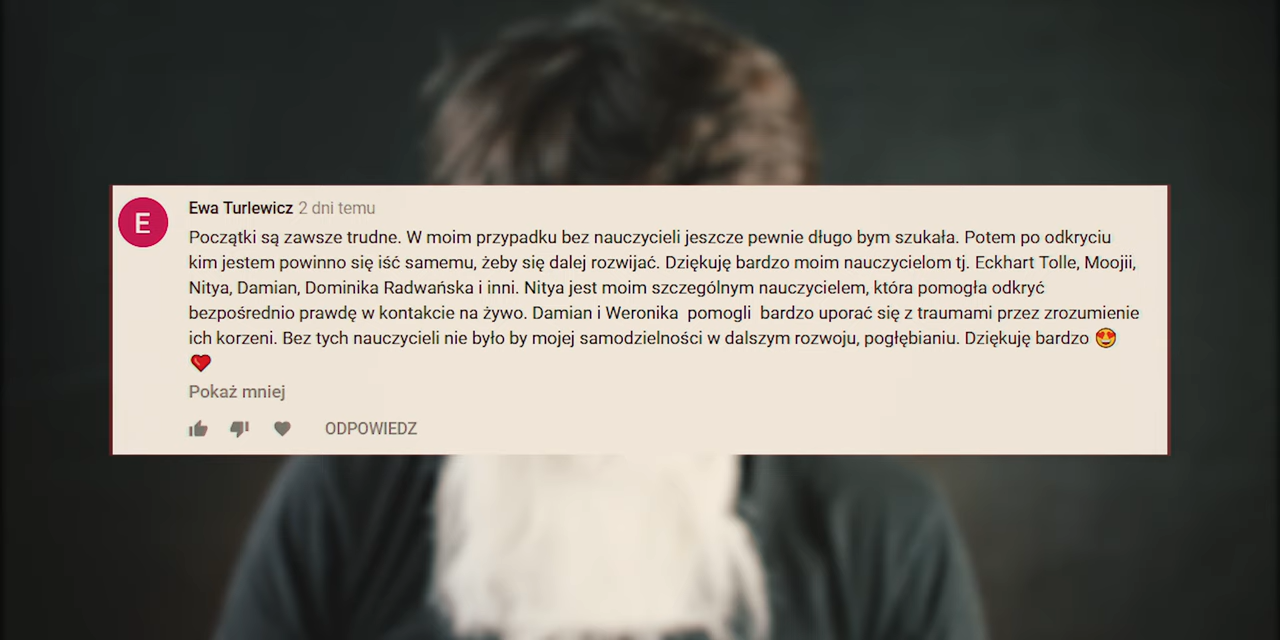 E
Ewa Turlewicz 2 dni temu
Początki są zawsze trudne. W moim przypadku bez nauczycieli jeszcze pewnie długo bym szukała. Potem po odkryciu
kim jestem powinno się iść samemu, żeby się dalej rozwijać. Dziękuję bardzo moim nauczycielom tj. Eckhart Tolle, Moojii,
Nitya, Damian, Dominika Radwańska i inni. Nitya jest moim szczególnym nauczycielem, która pomogła odkryć
bezpośrednio prawdę w kontakcie na żywo. Damian i Weronika  pomogli  bardzo uporać się z traumami przez zrozumienie
ich korzeni. Bez tych nauczycieli nie było by mojej samodzielności w dalszym rozwoju, pogłębianiu. Dziękuję bardzo 😍
❤️
Pokaż mniej
ODPOWIEDZ